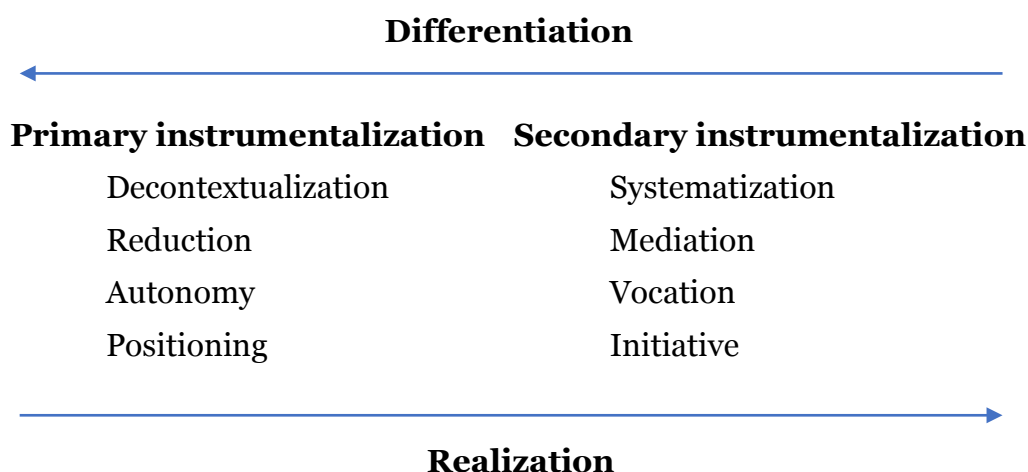 Differentiation
Primary instrumentalization Secondary instrumentalization
Decontextualization Systematization
Reduction Mediation
Autonomy Vocation
Positioning Initiative
Realization